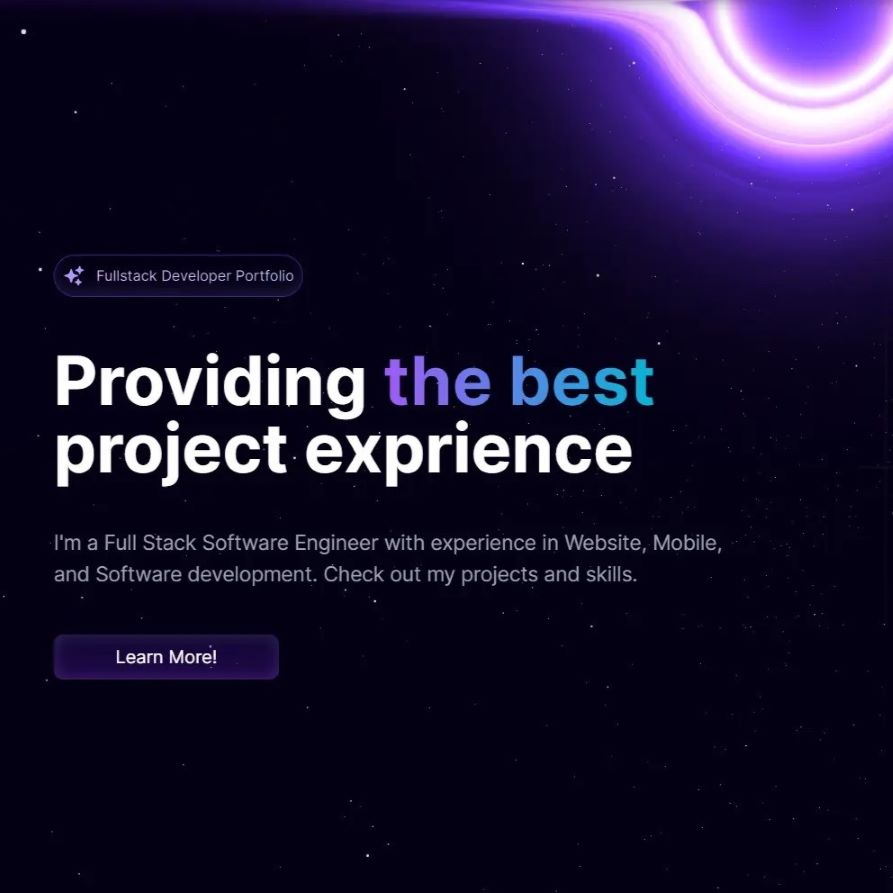 Fullstack Developer Portfolio
Providing the best
project exprience
I'm a Full Stack Software Engineer with experience in Website, Mobile,
and Software development. Check out my projects and skills.
Learn More!